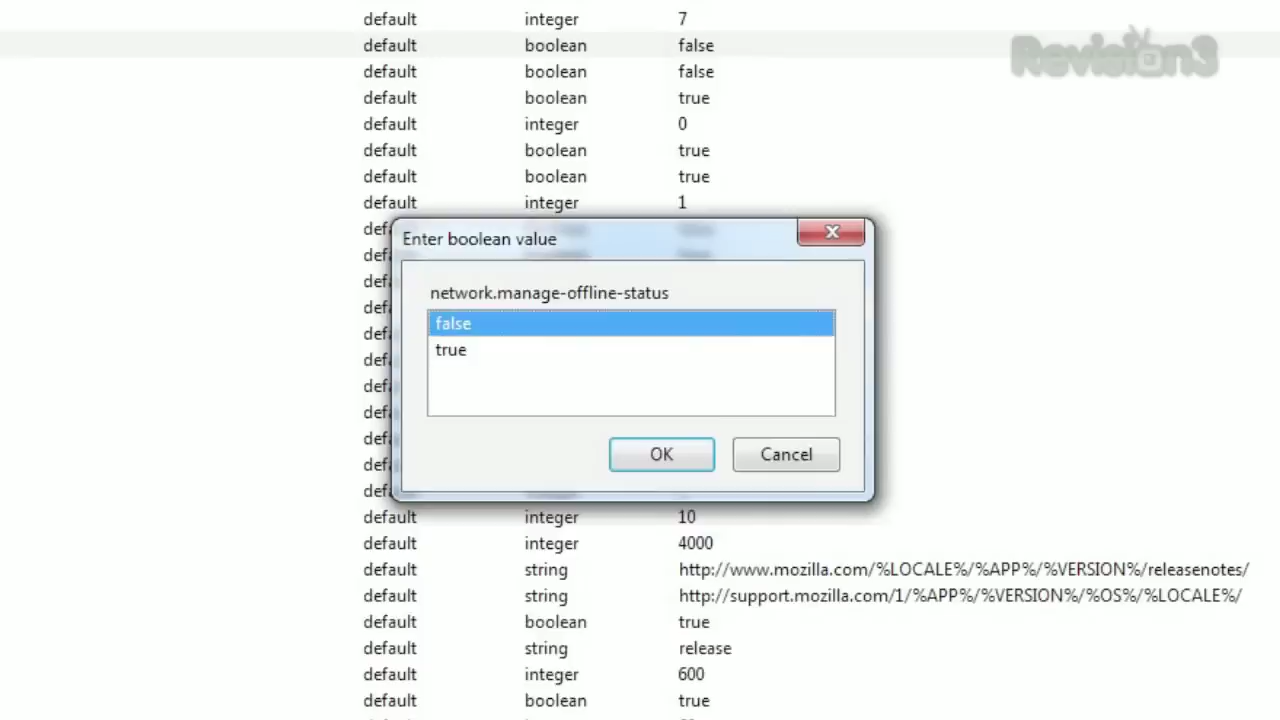 default integer 7
Revision3
default boolean false
default boolean false
default boolean true
default integer 0
default boolean true
default boolean true
default integer 1
Enter boolean value
network.manage-offline-status
false
true
OK Cancel
default integer 10
default integer 4000
default string http://www.mozilla.com/%LOCALE%/%APP%/%VERSION%/releasenotes/
default string http://support.mozilla.com/1/%APP%/%VERSION%/%OS%/%LOCALE%/
default boolean true
default string release
default integer 600
default boolean true